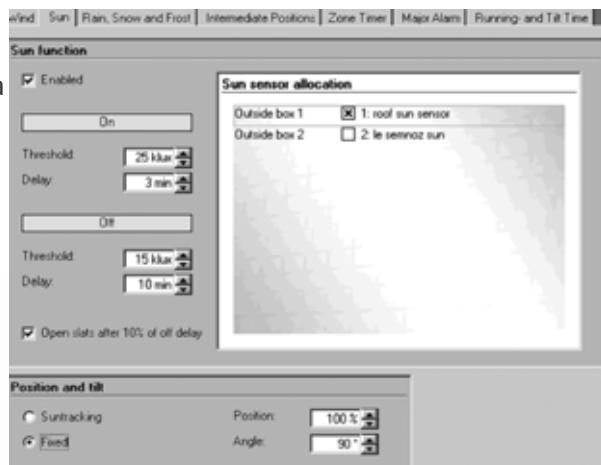 Wind Sun Rain, Snow and Frost Intermediate Positions Zone Timer Major Alarm Running- and Tilt Time
Sun function
Enabled
On
Threshold: 25 klux
Delay: 3 min
Off
Threshold: 15 klux
Delay: 10 min
Open slats after 10% of off delay
Sun sensor allocation
Outside box 1 1: roof sun sensor
Outside box 2 2: le semnoz sun
Position and tilt
Suntracking
Fixed
Position: 100 %
Angle: 90 °